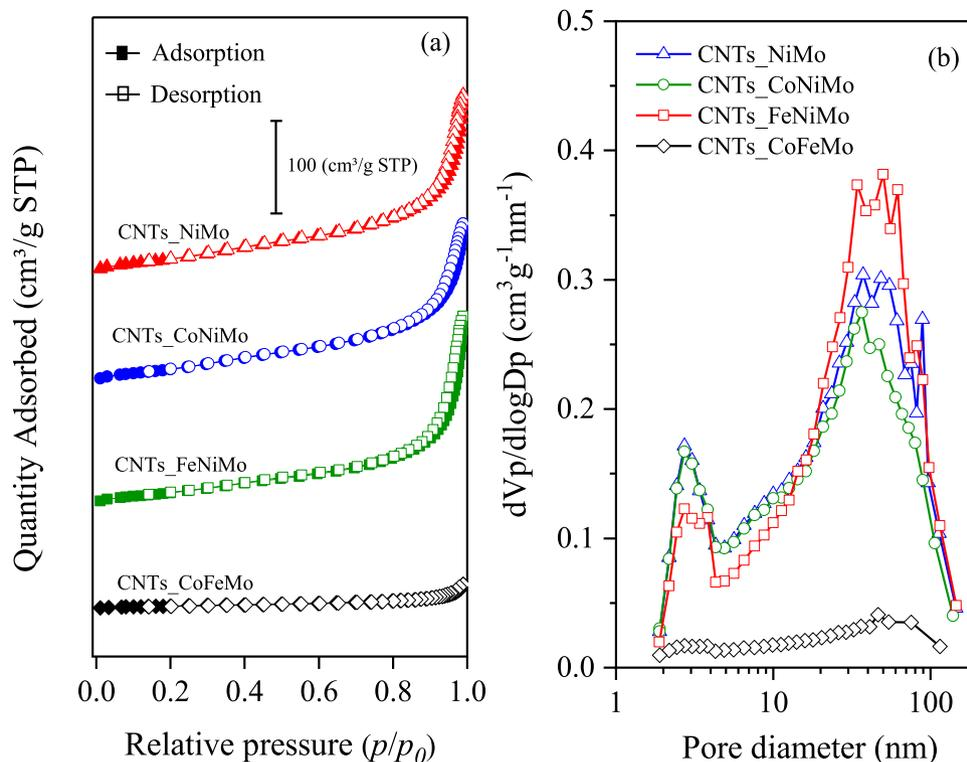 (a)
Adsorption
Desorption
100 (cm³/g STP)
CNTs_NiMo
CNTs_CoNiMo
CNTs_FeNiMo
CNTs_CoFeMo
Quantity Adsorbed (cm³/g STP)
0.0 0.2 0.4 0.6 0.8 1.0
Relative pressure (p/p₀)
(b)
CNTs_NiMo
CNTs_CoNiMo
CNTs_FeNiMo
CNTs_CoFeMo
0.5
0.4
0.3
0.2
0.1
0.0
dVp/dlogDp (cm³g⁻¹nm⁻¹)
1 10 100
Pore diameter (nm)